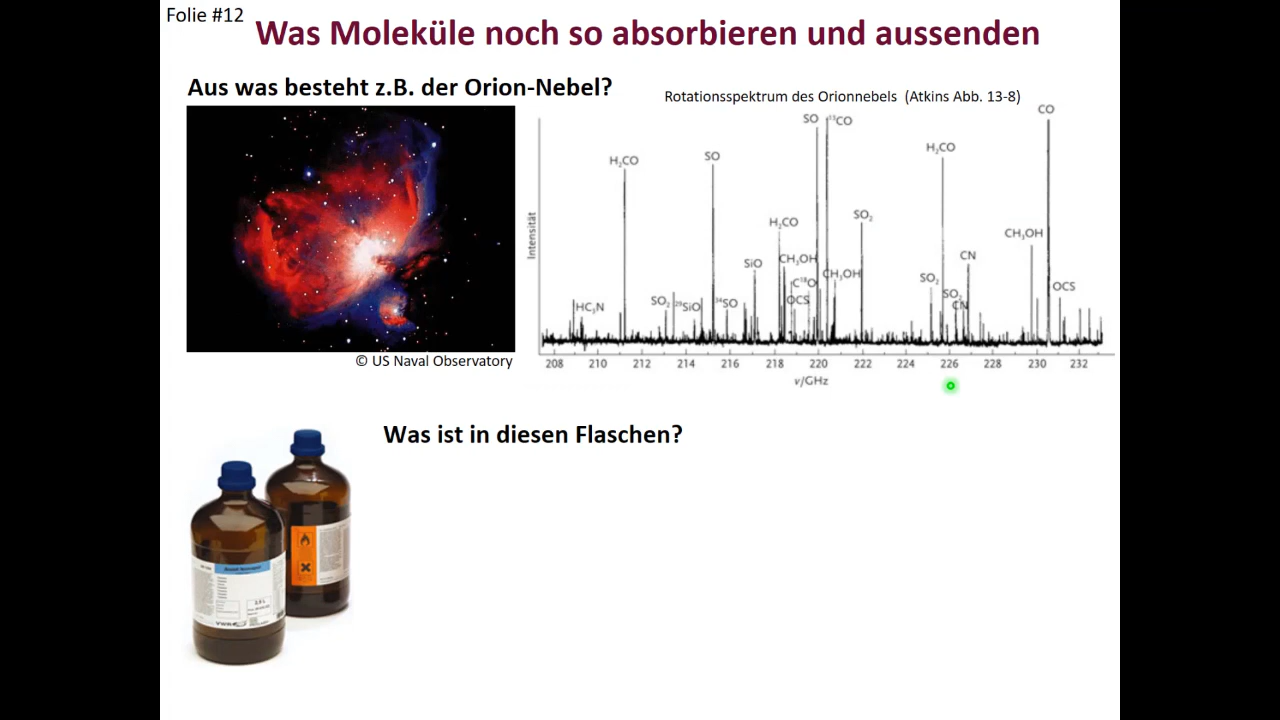 Folie #12
Was Moleküle noch so absorbieren und aussenden
Aus was besteht z.B. der Orion-Nebel?
© US Naval Observatory
Rotationsspektrum des Orionnebels (Atkins Abb. 13-8)
Intensität
HC₃N
H₂CO
SO₂
²⁹SiO
SO
³⁴SO
SiO
H₂CO
CH₃OH
OCS
C¹⁸O
SO
¹³CO
CH₃OH
SO₂
SO₂
H₂CO
SO₂
CN
CN
CH₃OH
CO
OCS
208 210 212 214 216 218 220 222 224 226 228 230 232
ν/GHz
Was ist in diesen Flaschen?
VWR